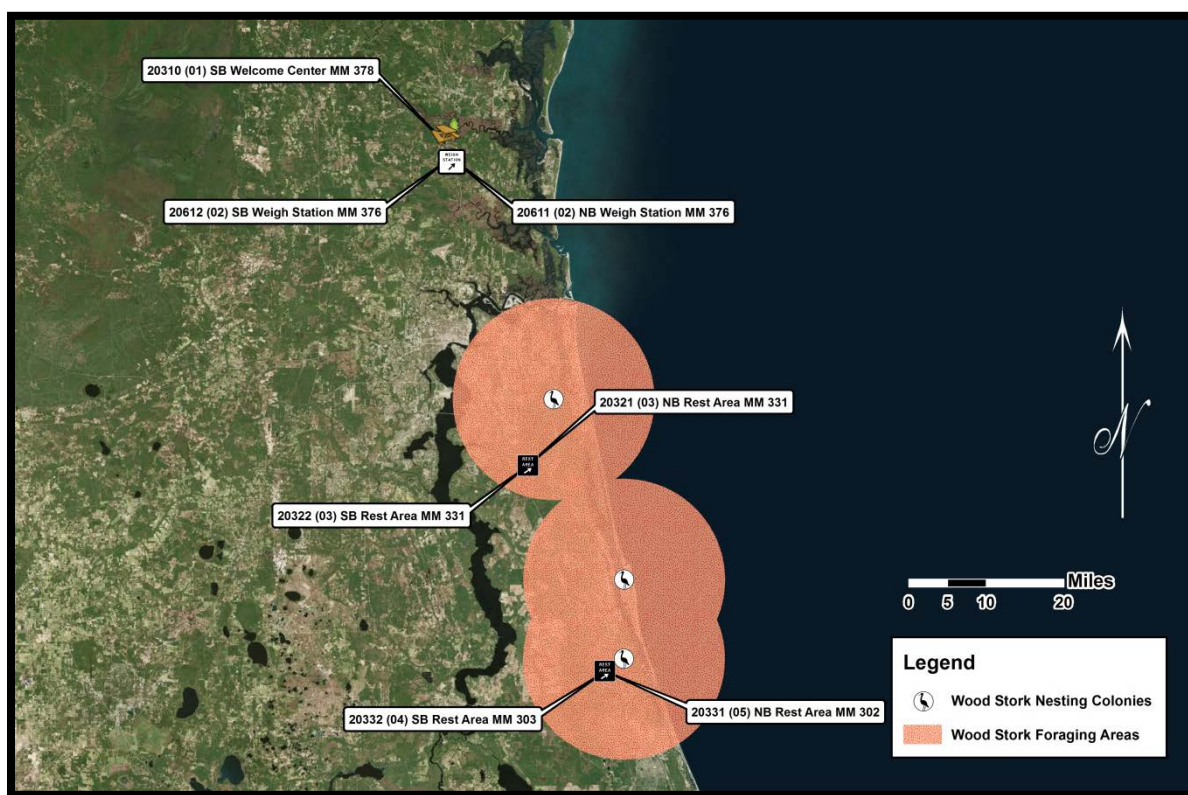 20310 (01) SB Welcome Center MM 378
WEIGH
STATION
20612 (02) SB Weigh Station MM 376
20611 (02) NB Weigh Station MM 376
20321 (03) NB Rest Area MM 331
REST
AREA
20322 (03) SB Rest Area MM 331
N
Miles
0 5 10 20
Legend
Wood Stork Nesting Colonies
Wood Stork Foraging Areas
REST
AREA
20332 (04) SB Rest Area MM 303
20331 (05) NB Rest Area MM 302